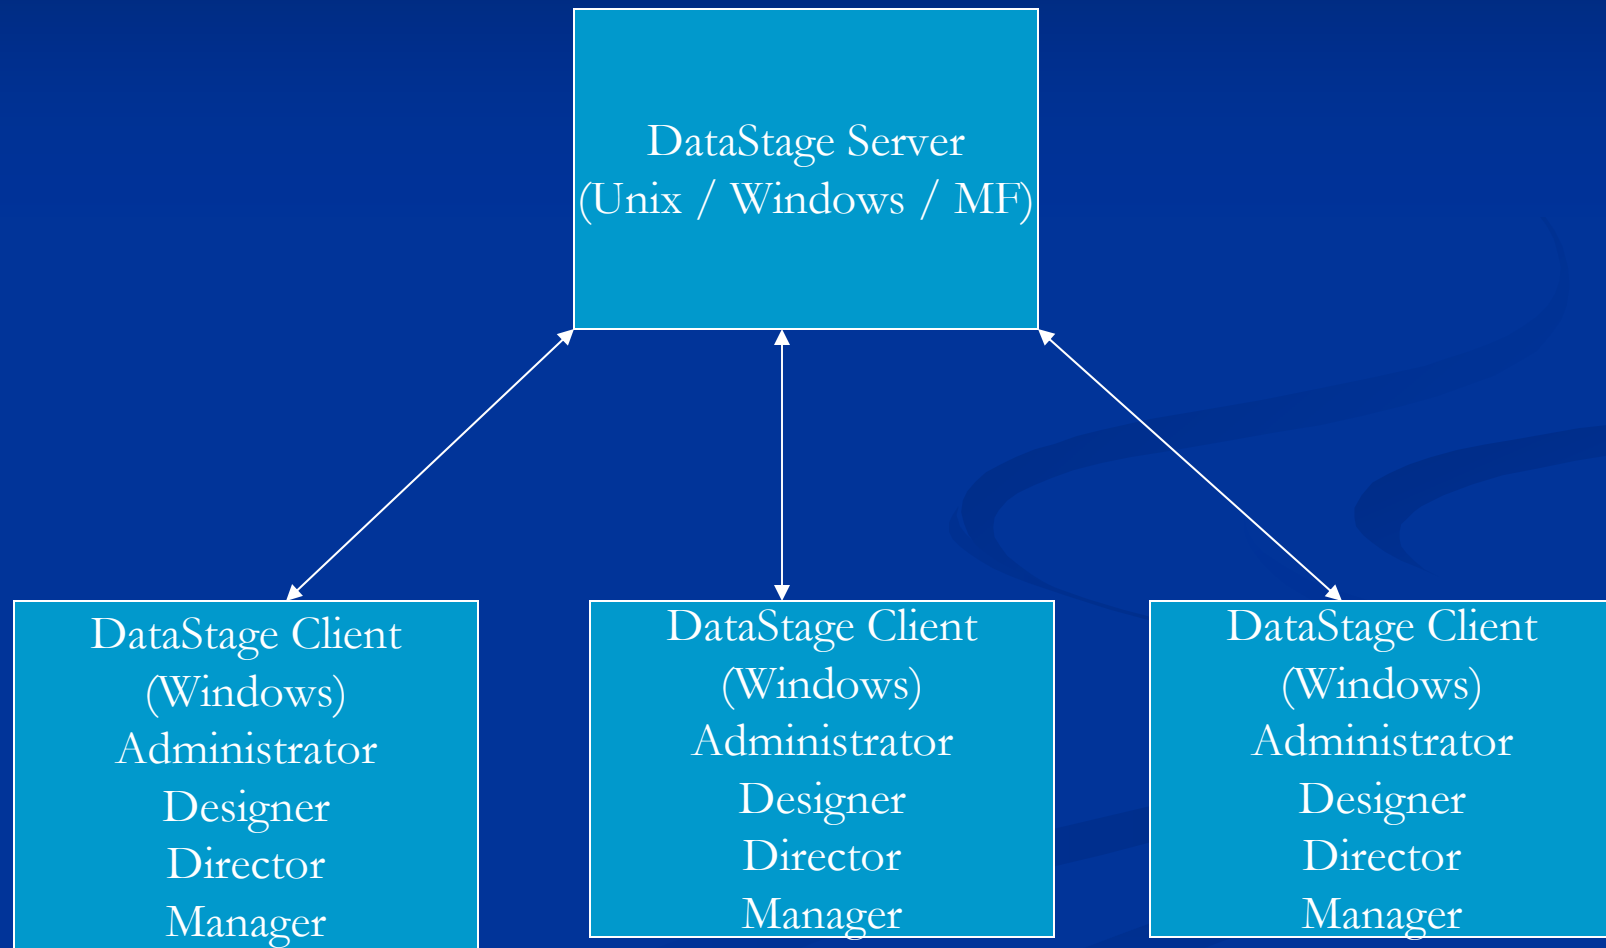 DataStage Server
(Unix / Windows / MF)
DataStage Client
(Windows)
Administrator
Designer
Director
Manager
DataStage Client
(Windows)
Administrator
Designer
Director
Manager
DataStage Client
(Windows)
Administrator
Designer
Director
Manager